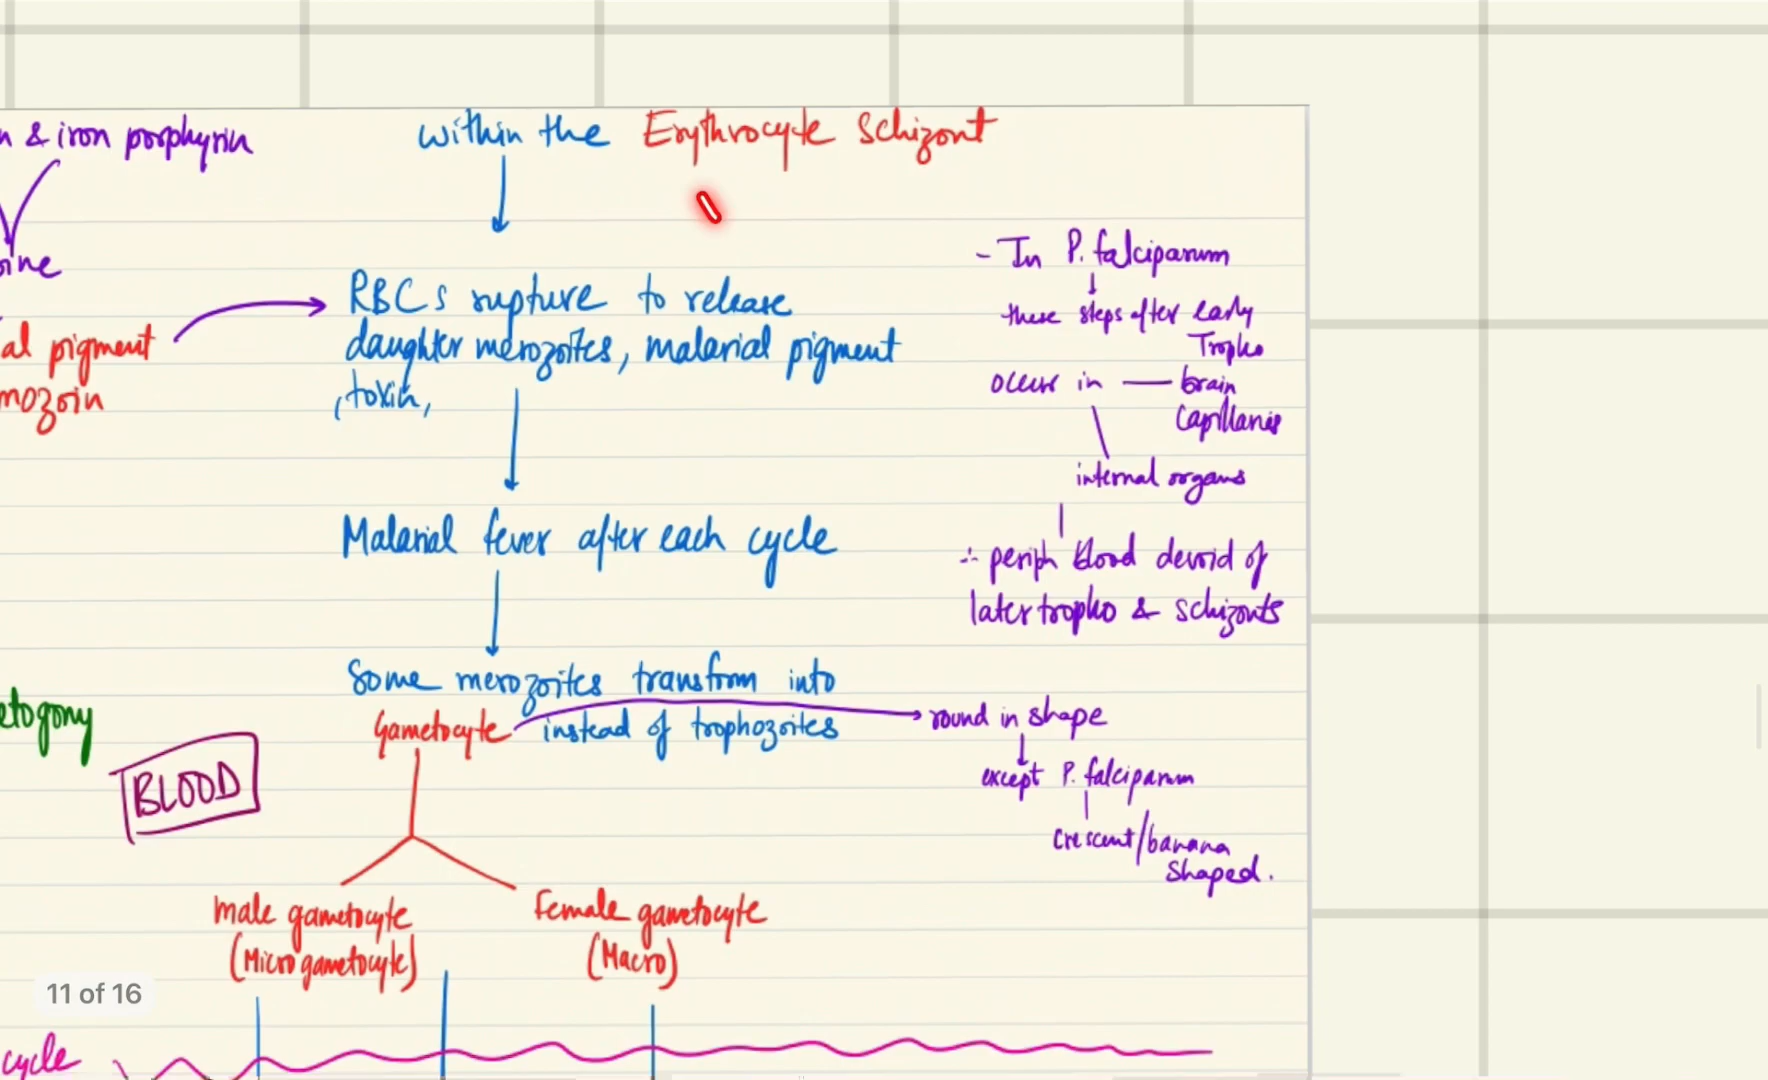 & iron porphyrin
within the Erythrocyte Schizont
- In P. falciparum
these steps after early
Tropho
occur in — brain
Capillaries
internal organs
∴ periph blood devoid of
later tropho & schizonts
RBCs rupture to release
daughter merozoites, malarial pigment
, toxin,
al pigment
mozoin
Malarial fever after each cycle
Some merozoites transfrom into
Gametocyte instead of trophozoites
round in shape
except P. falciparum
Crescent/banana
Shaped.
etogony
BLOOD
male gametocyte
(Microgametocyte)
Female gametocyte
(Macro)
11 of 16
cycle